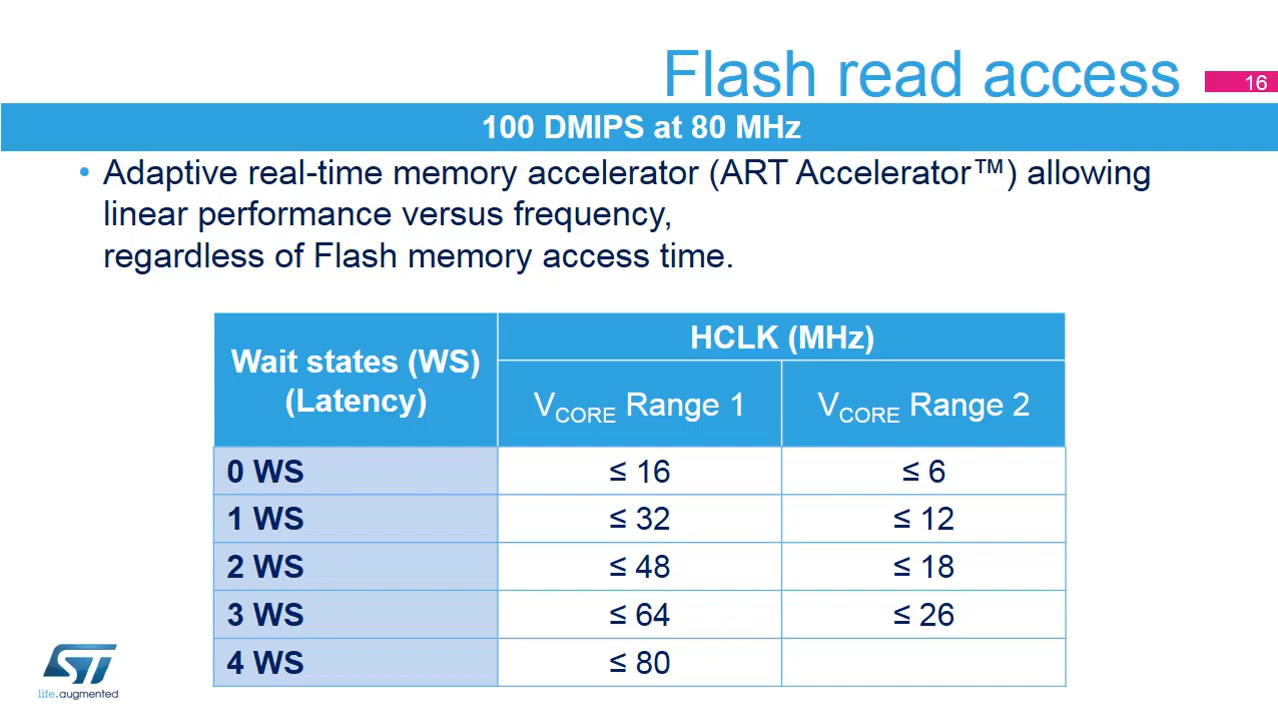 Flash read access
16
100 DMIPS at 80 MHz
• Adaptive real-time memory accelerator (ART Accelerator™) allowing
linear performance versus frequency,
regardless of Flash memory access time.
Wait states (WS)
(Latency)
HCLK (MHz)
VCORE Range 1
VCORE Range 2
0 WS ≤ 16 ≤ 6
1 WS ≤ 32 ≤ 12
2 WS ≤ 48 ≤ 18
3 WS ≤ 64 ≤ 26
4 WS ≤ 80
ST
life.augmented